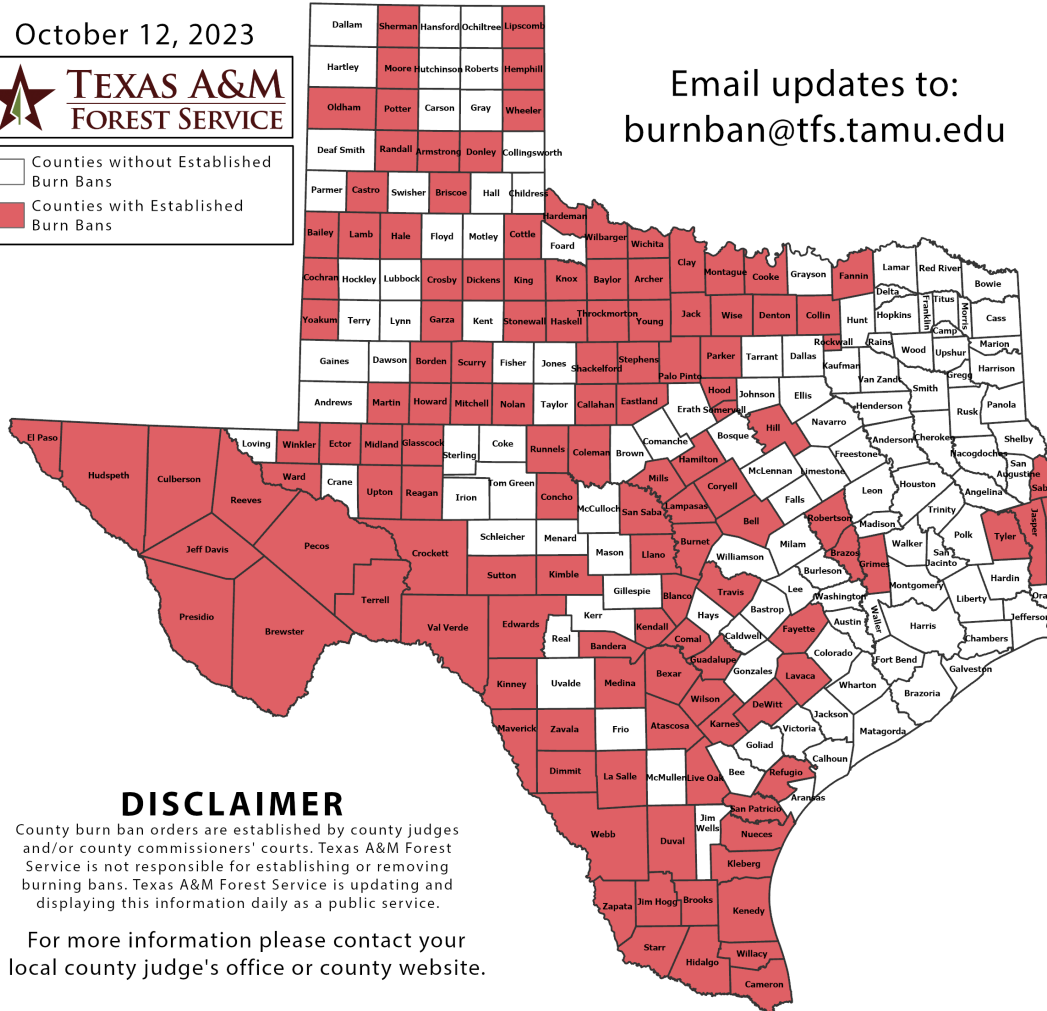 October 12, 2023
TEXAS A&M
FOREST SERVICE
Counties without Established
Burn Bans
Counties with Established
Burn Bans
Email updates to:
burnban@tfs.tamu.edu
Dallam
Sherman
Hansford
Ochiltree
Lipscomb
Hartley
Moore
Hutchinson
Roberts
Hemphill
Oldham
Potter
Carson
Gray
Wheeler
Deaf Smith
Randall
Armstrong
Donley
Collingsworth
Parmer
Castro
Swisher
Briscoe
Hall
Childress
Hardeman
Bailey
Lamb
Hale
Floyd
Motley
Cottle
Foard
Wilbarger
Wichita
Clay
Montague
Cooke
Grayson
Fannin
Lamar
Red River
Bowie
Cochran
Hockley
Lubbock
Crosby
Dickens
King
Knox
Baylor
Archer
Delta
Titus
Franklin
Morris
Cass
Yoakum
Terry
Lynn
Garza
Kent
Stonewall
Haskell
Throckmorton
Young
Jack
Wise
Denton
Collin
Hunt
Hopkins
Camp
Rockwall
Rains
Wood
Upshur
Marion
Gaines
Dawson
Borden
Scurry
Fisher
Jones
Shackelford
Stephens
Palo Pinto
Parker
Tarrant
Dallas
Kaufman
Van Zandt
Gregg
Harrison
Smith
Andrews
Martin
Howard
Mitchell
Nolan
Taylor
Callahan
Eastland
Erath
Hood
Somervell
Johnson
Ellis
Henderson
Rusk
Panola
El Paso
Hudspeth
Culberson
Reeves
Loving
Winkler
Ector
Midland
Glasscock
Sterling
Coke
Runnels
Coleman
Brown
Comanche
Bosque
Hill
Navarro
Anderson
Cherokee
Nacogdoches
Shelby
San
Augustine
Sab
Ward
Crane
Upton
Reagan
Irion
Tom Green
Concho
McCulloch
San Saba
Mills
Hamilton
Lampasas
Coryell
McLennan
Limestone
Freestone
Falls
Leon
Houston
Angelina
Trinity
Jeff Davis
Pecos
Crockett
Schleicher
Menard
Mason
Llano
Burnet
Bell
Milam
Robertson
Madison
Walker
Polk
San
Jacinto
Tyler
Jasper
Presidio
Brewster
Terrell
Val Verde
Sutton
Kimble
Gillespie
Blanco
Williamson
Travis
Burleson
Brazos
Grimes
Lee
Washington
Montgomery
Liberty
Hardin
Ora
Jefferson
Edwards
Kerr
Real
Bandera
Kendall
Comal
Hays
Caldwell
Bastrop
Fayette
Austin
Waller
Harris
Chambers
Kinney
Uvalde
Medina
Bexar
Guadalupe
Gonzales
Lavaca
Colorado
Fort Bend
Galveston
Wharton
Brazoria
Maverick
Zavala
Frio
Atascosa
Wilson
Karnes
DeWitt
Victoria
Jackson
Matagorda
Goliad
Calhoun
Dimmit
La Salle
McMullen
Live Oak
Bee
Refugio
Aransas
San Patricio
Webb
Duval
Jim
Wells
Nueces
Kleberg
Zapata
Jim Hogg
Brooks
Kenedy
Starr
Hidalgo
Willacy
Cameron
DISCLAIMER
County burn ban orders are established by county judges
and/or county commissioners' courts. Texas A&M Forest
Service is not responsible for establishing or removing
burning bans. Texas A&M Forest Service is updating and
displaying this information daily as a public service.
For more information please contact your
local county judge's office or county website.